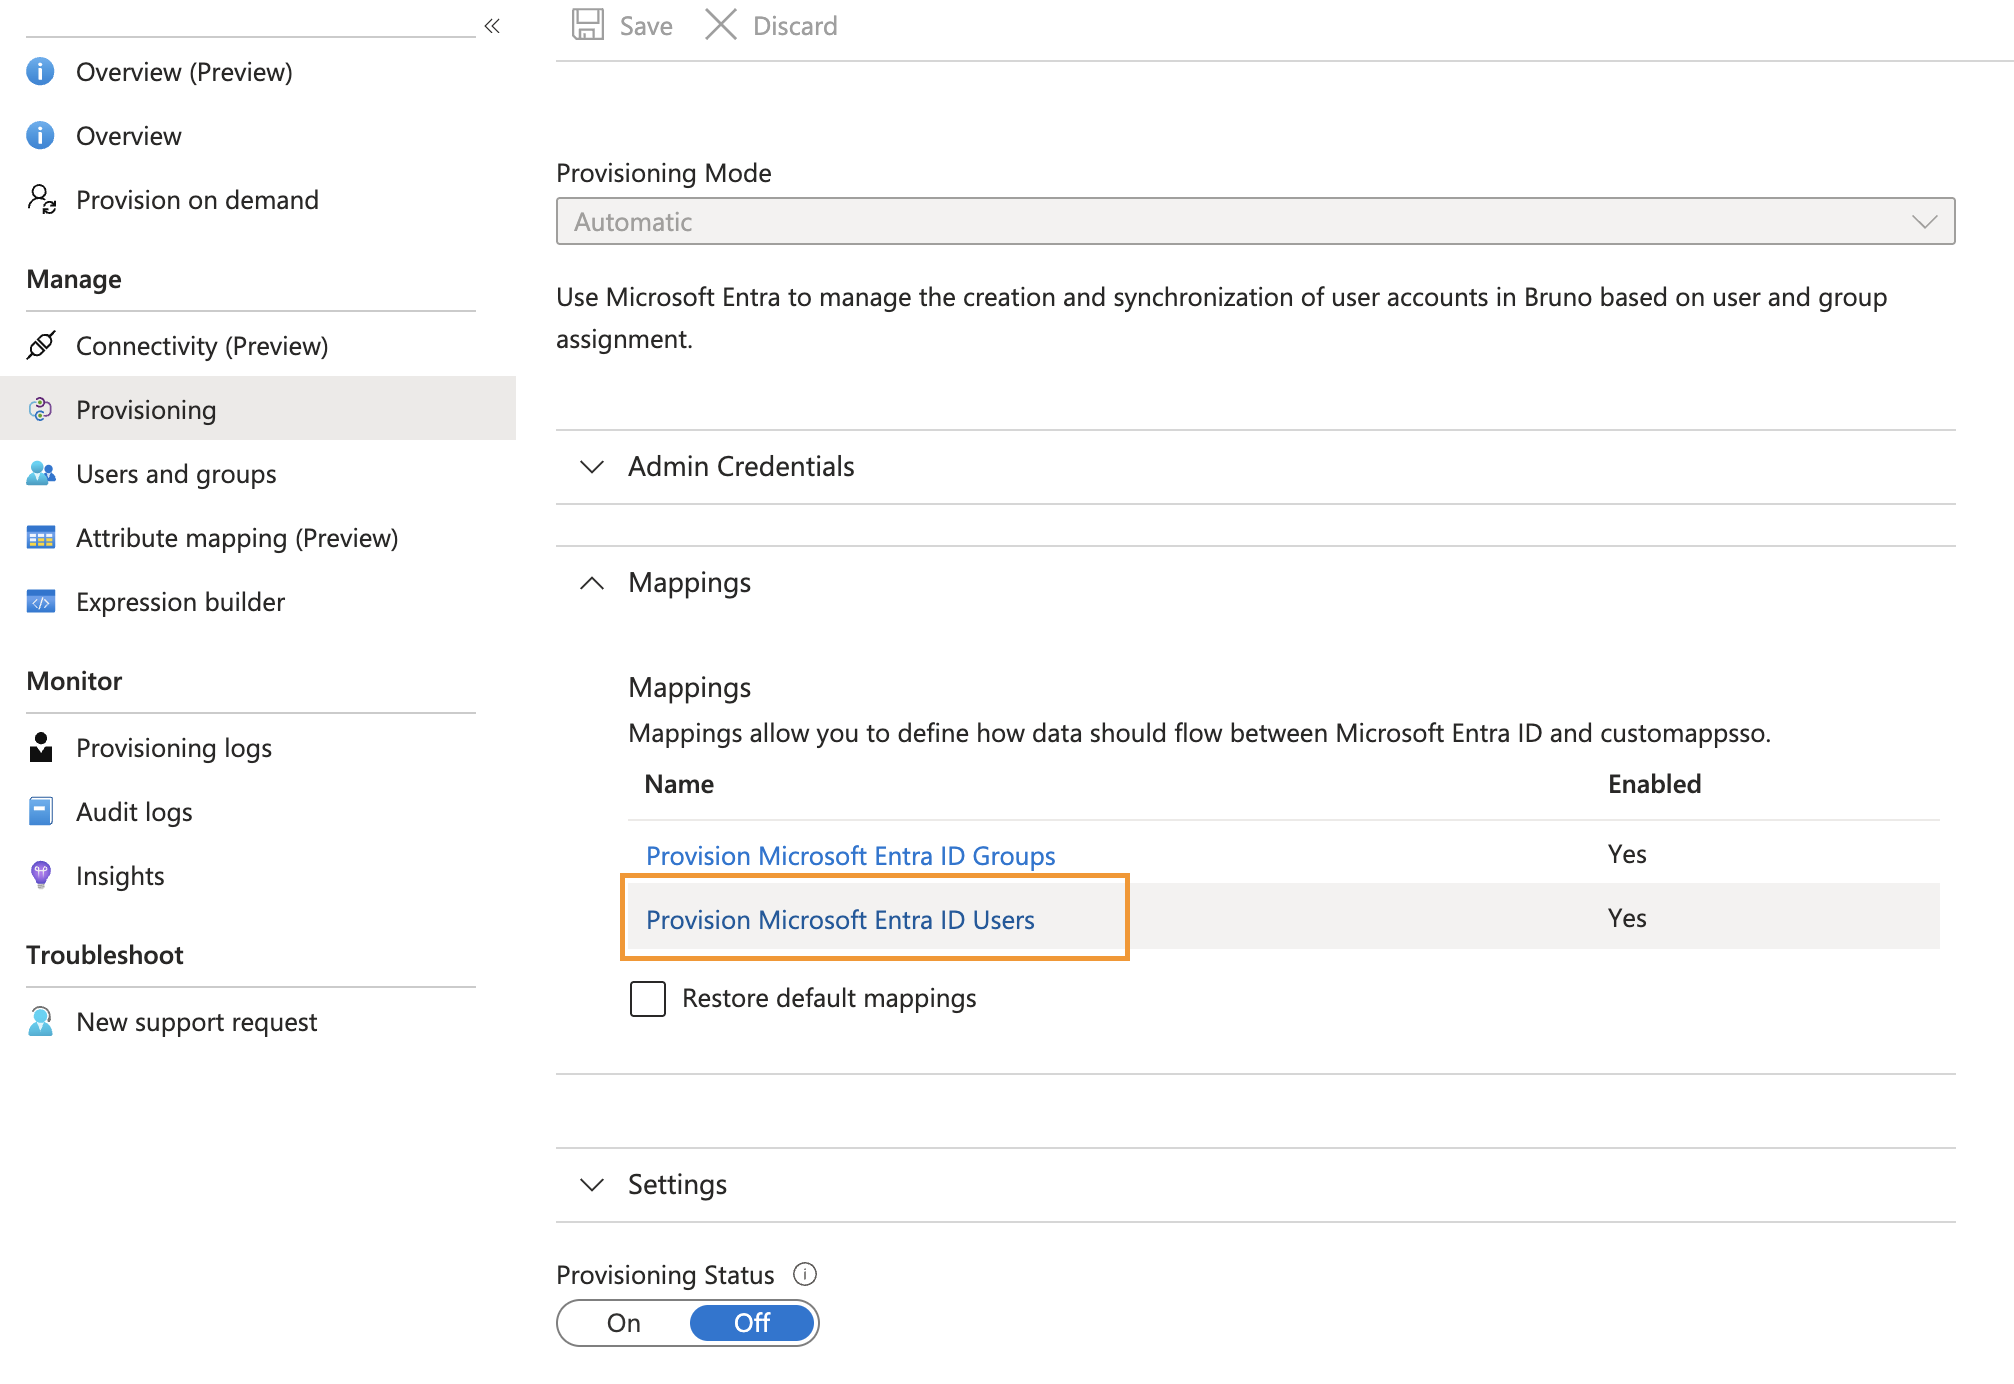 Overview (Preview)
Overview
Provision on demand
Manage
Connectivity (Preview)
Provisioning
Users and groups
Attribute mapping (Preview)
Expression builder
Monitor
Provisioning logs
Audit logs
Insights
Troubleshoot
New support request
Save Discard
Provisioning Mode
Automatic
Use Microsoft Entra to manage the creation and synchronization of user accounts in Bruno based on user and group
assignment.
Admin Credentials
Mappings
Mappings
Mappings allow you to define how data should flow between Microsoft Entra ID and customappsso.
Name Enabled
Provision Microsoft Entra ID Groups Yes
Provision Microsoft Entra ID Users Yes
Restore default mappings
Settings
Provisioning Status
On Off